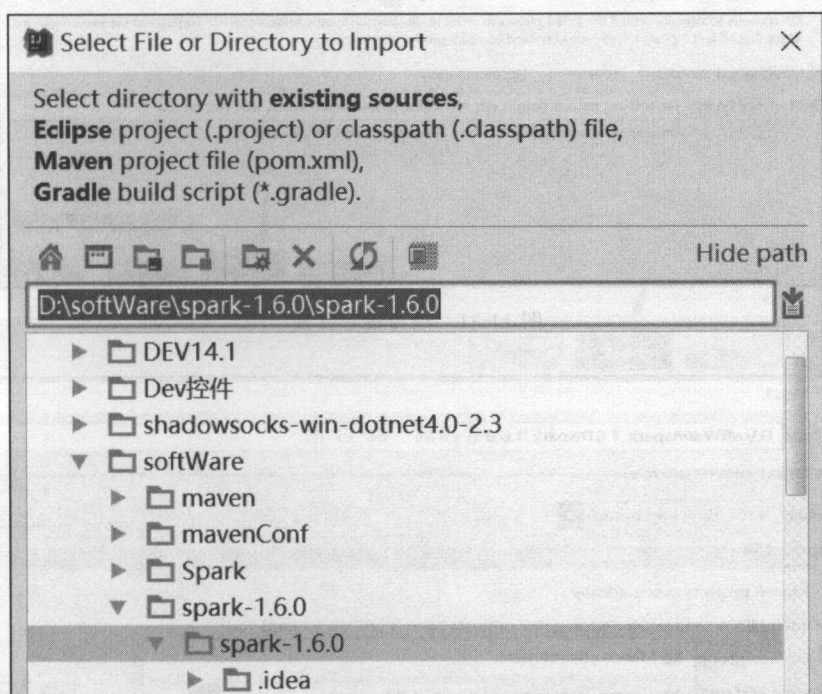 Select File or Directory to Import
Select directory with existing sources,
Eclipse project (.project) or classpath (.classpath) file,
Maven project file (pom.xml),
Gradle build script (*.gradle).
Hide path
D:\softWare\spark-1.6.0\spark-1.6.0
DEV14.1
Dev控件
shadowsocks-win-dotnet4.0-2.3
softWare
maven
mavenConf
Spark
spark-1.6.0
spark-1.6.0
.idea